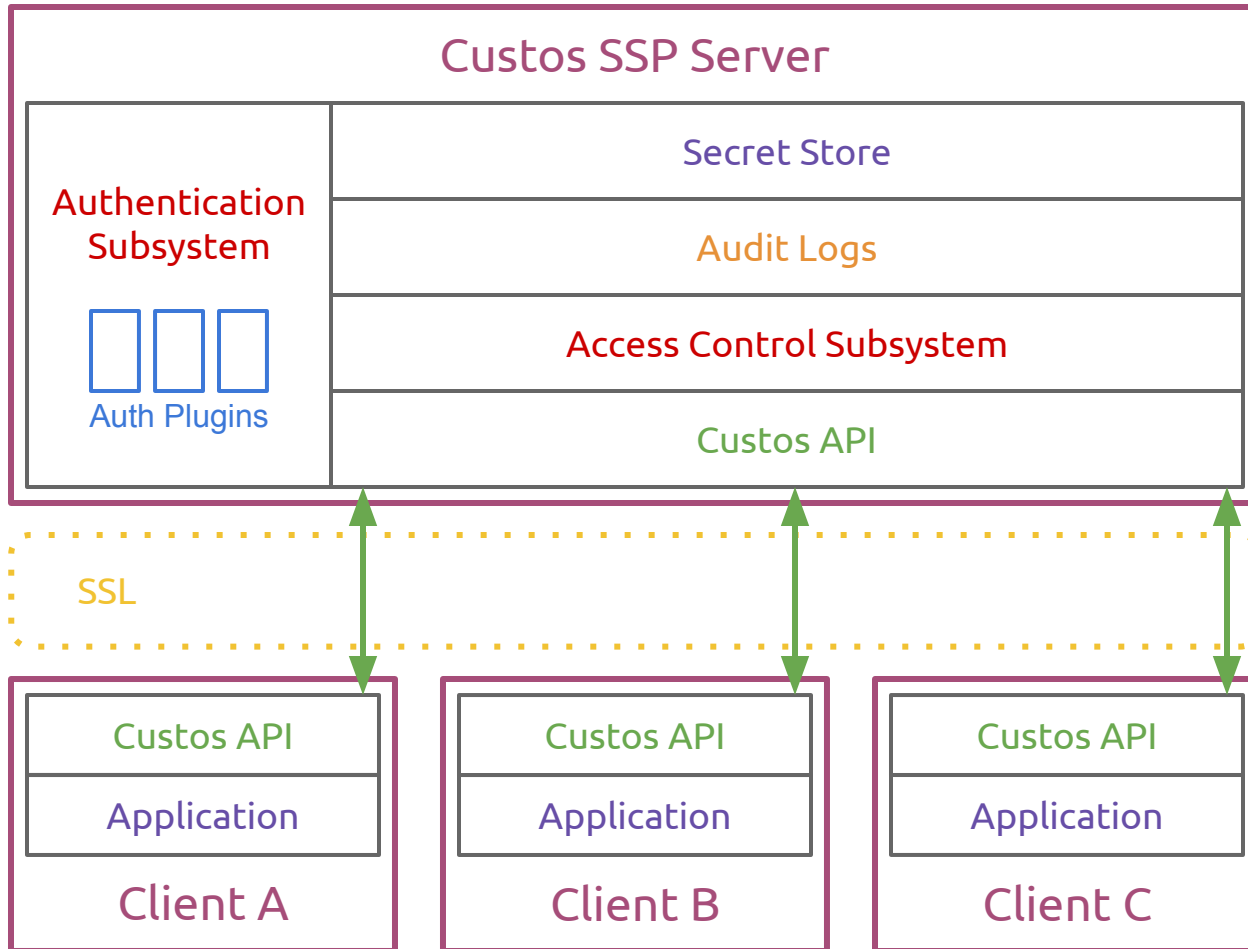 Custos SSP Server
Authentication
Subsystem
Auth Plugins
Secret Store
Audit Logs
Access Control Subsystem
Custos API
SSL
Custos API
Application
Client A
Custos API
Application
Client B
Custos API
Application
Client C